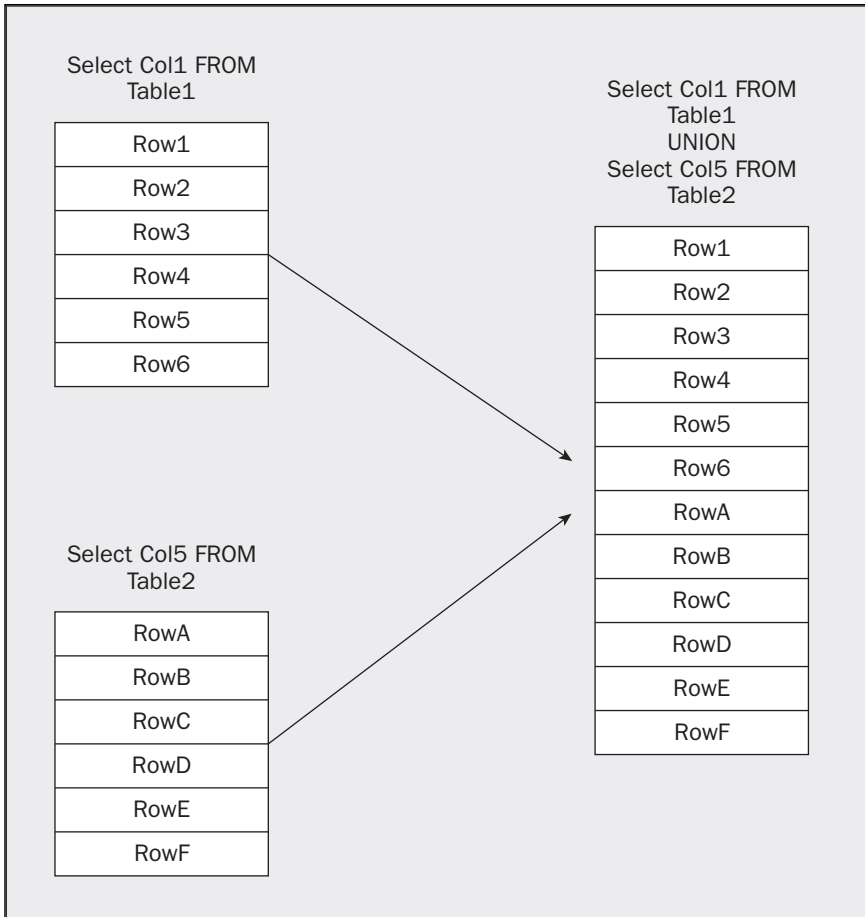 Select Col1 FROM
Table1
Row1
Row2
Row3
Row4
Row5
Row6
Select Col5 FROM
Table2
RowA
RowB
RowC
RowD
RowE
RowF
Select Col1 FROM
Table1
UNION
Select Col5 FROM
Table2
Row1
Row2
Row3
Row4
Row5
Row6
RowA
RowB
RowC
RowD
RowE
RowF